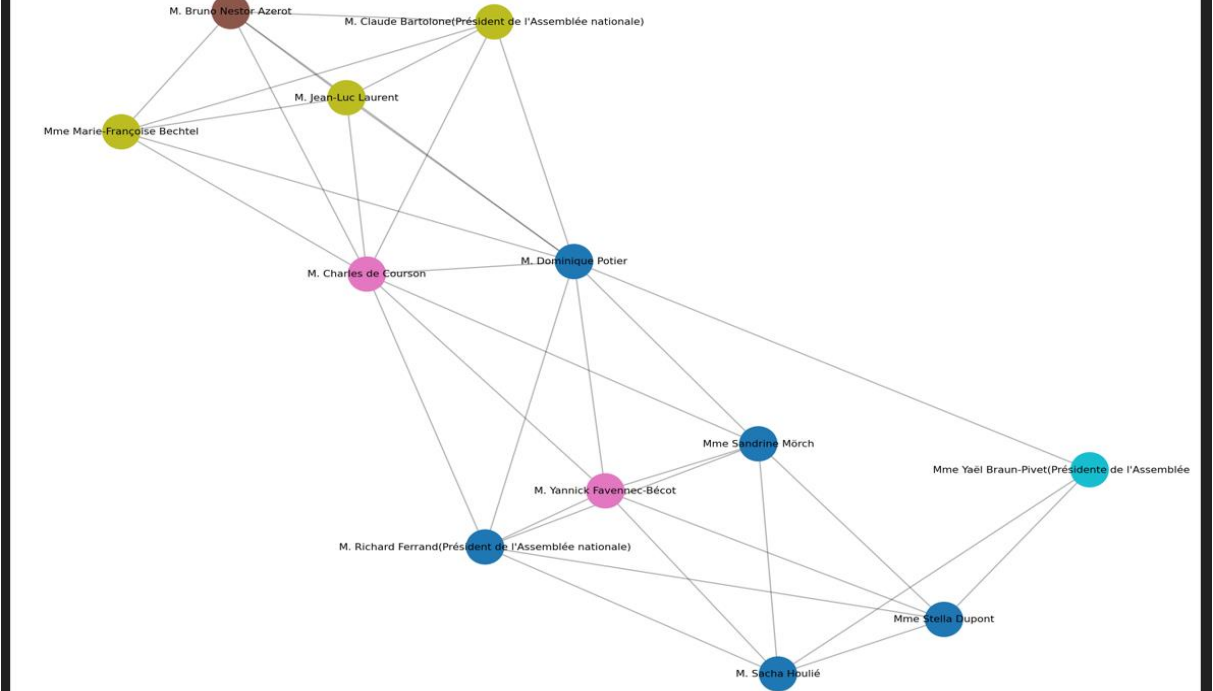 M. Bruno Nestor Azerot
M. Claude Bartolone(Président de l'Assemblée nationale)
M. Jean-Luc Laurent
Mme Marie-Françoise Bechtel
M. Dominique Potier
M. Charles de Courson
Mme Sandrine Mörch
Mme Yaël Braun-Pivet(Présidente de l'Assemblée
M. Yannick Favennec-Bécot
M. Richard Ferrand(Président de l'Assemblée nationale)
Mme Stella Dupont
M. Sacha Houlié